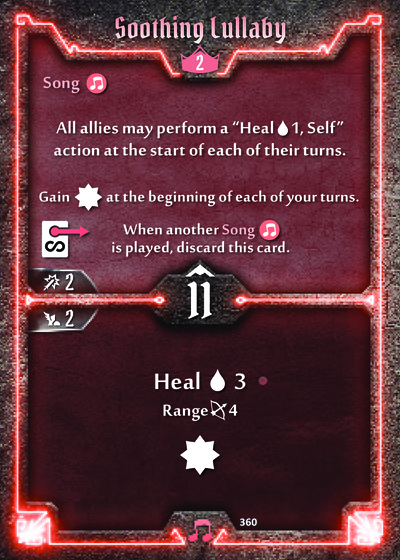 Soothing Lullaby
2
Song
All allies may perform a “Heal 1, Self”
action at the start of each of their turns.
Gain at the beginning of each of your turns.
When another Song
is played, discard this card.
2
11
2
Heal 3
Range 4
360